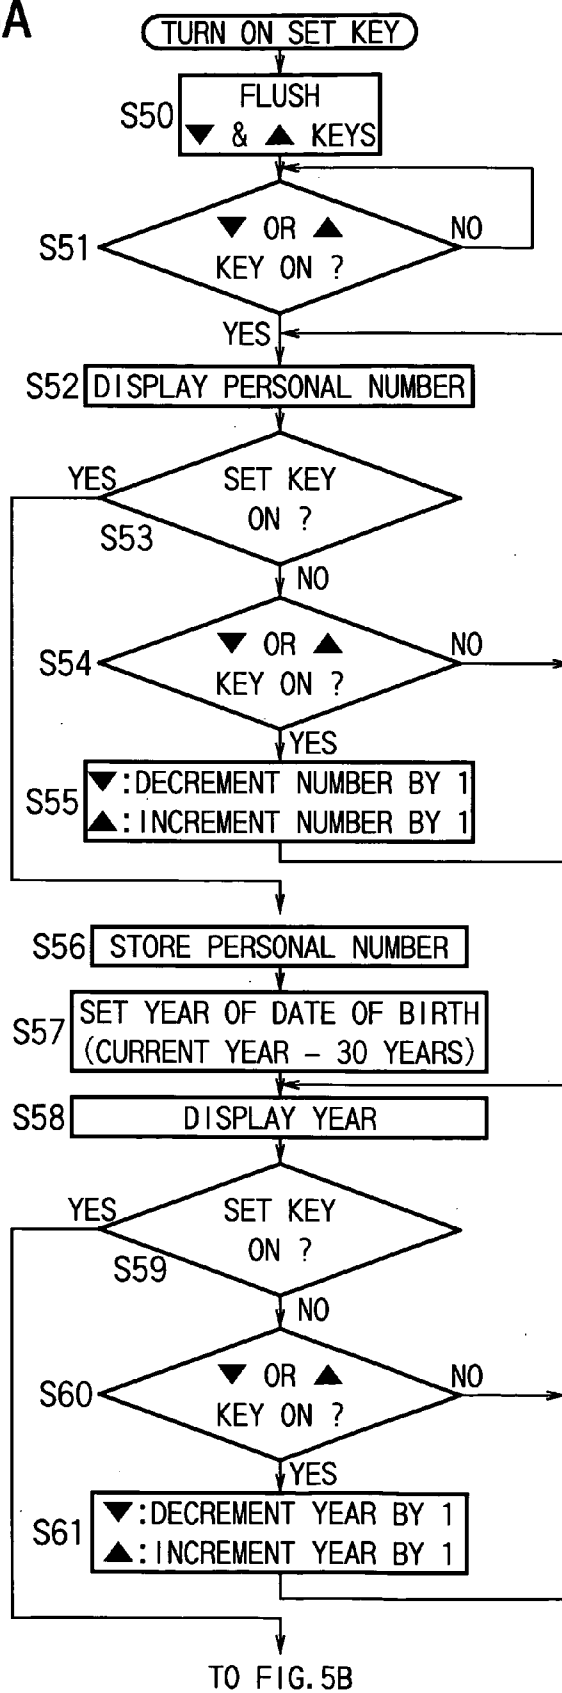 A
TURN ON SET KEY
S50
FLUSH
▼ & ▲ KEYS
S51
▼ OR ▲
KEY ON ?
NO
YES
S52
DISPLAY PERSONAL NUMBER
YES
SET KEY
ON ?
S53
NO
S54
▼ OR ▲
KEY ON ?
NO
YES
S55
▼:DECREMENT NUMBER BY 1
▲:INCREMENT NUMBER BY 1
S56
STORE PERSONAL NUMBER
S57
SET YEAR OF DATE OF BIRTH
(CURRENT YEAR – 30 YEARS)
S58
DISPLAY YEAR
YES
SET KEY
ON ?
S59
NO
S60
▼ OR ▲
KEY ON ?
NO
YES
S61
▼:DECREMENT YEAR BY 1
▲:INCREMENT YEAR BY 1
TO FIG.5B